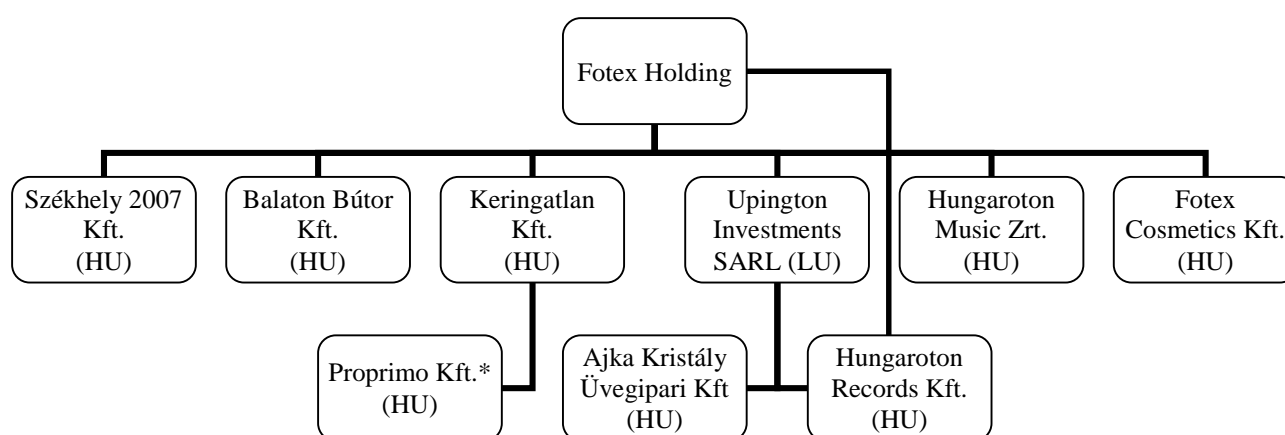 Fotex Holding
Székhely 2007
Kft.
(HU)
Balaton Bútor
Kft.
(HU)
Keringatlan
Kft.
(HU)
Upington
Investments
SARL (LU)
Hungaroton
Music Zrt.
(HU)
Fotex
Cosmetics Kft.
(HU)
Proprimo Kft.*
(HU)
Ajka Kristály
Üvegipari Kft
(HU)
Hungaroton
Records Kft.
(HU)